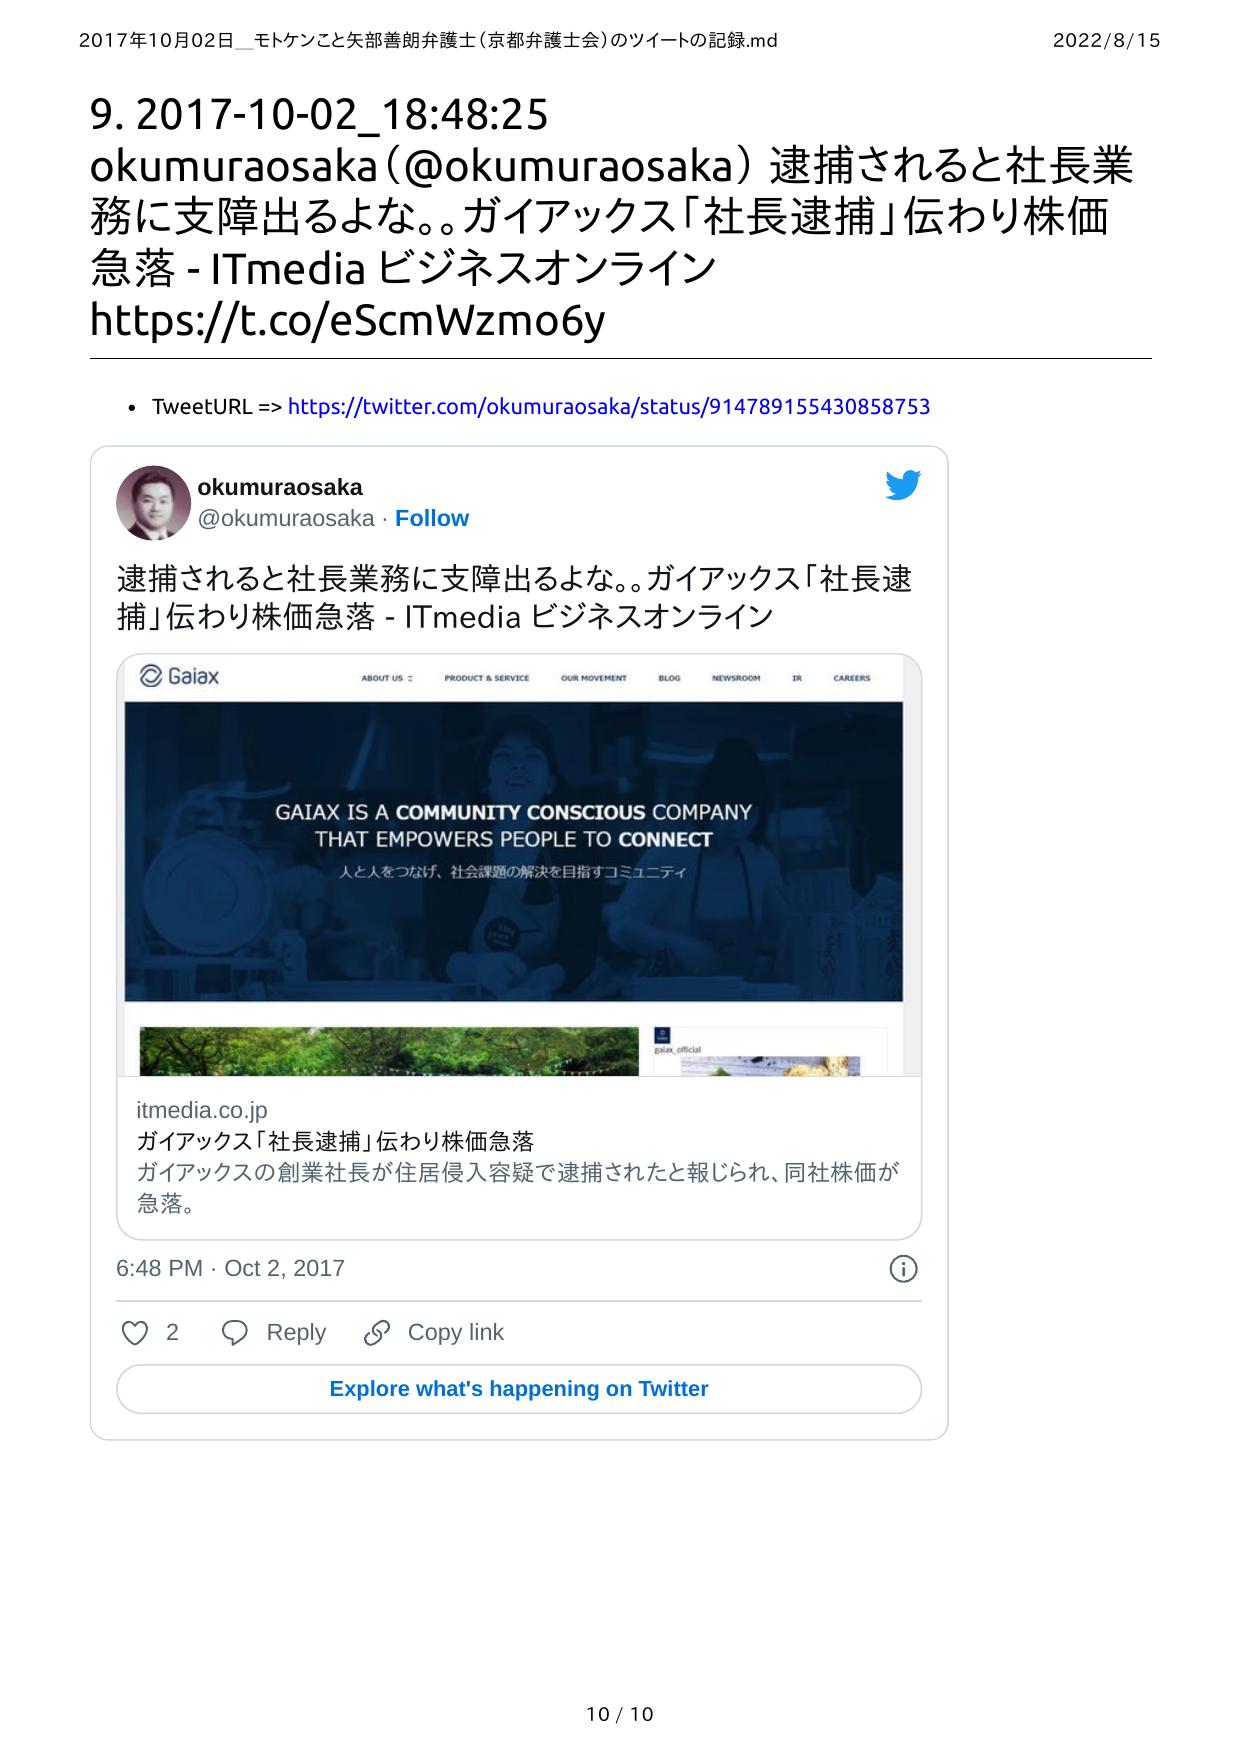 2017年10月02日__モトケンこと矢部善朗弁護士（京都弁護士会）のツイートの記録.md 2022/8/15
9. 2017-10-02_18:48:25
okumuraosaka（@okumuraosaka） 逮捕されると社長業
務に支障出るよな｡｡ガイアックス「社長逮捕」伝わり株価
急落 - ITmedia ビジネスオンライン
https://t.co/eScmWzmo6y
• TweetURL => https://twitter.com/okumuraosaka/status/914789155430858753
okumuraosaka
@okumuraosaka · Follow
逮捕されると社長業務に支障出るよな｡｡ガイアックス「社長逮
捕」伝わり株価急落 - ITmedia ビジネスオンライン
Gaiax ABOUT US PRODUCT & SERVICE OUR MOVEMENT BLOG NEWSROOM IR CAREERS
GAIAX IS A COMMUNITY CONSCIOUS COMPANY
THAT EMPOWERS PEOPLE TO CONNECT
人と人をつなげ、社会課題の解決を目指すコミュニティ
gaiax_official
itmedia.co.jp
ガイアックス「社長逮捕」伝わり株価急落
ガイアックスの創業社長が住居侵入容疑で逮捕されたと報じられ、同社株価が
急落。
6:48 PM · Oct 2, 2017
2 Reply Copy link
Explore what's happening on Twitter
10 / 10